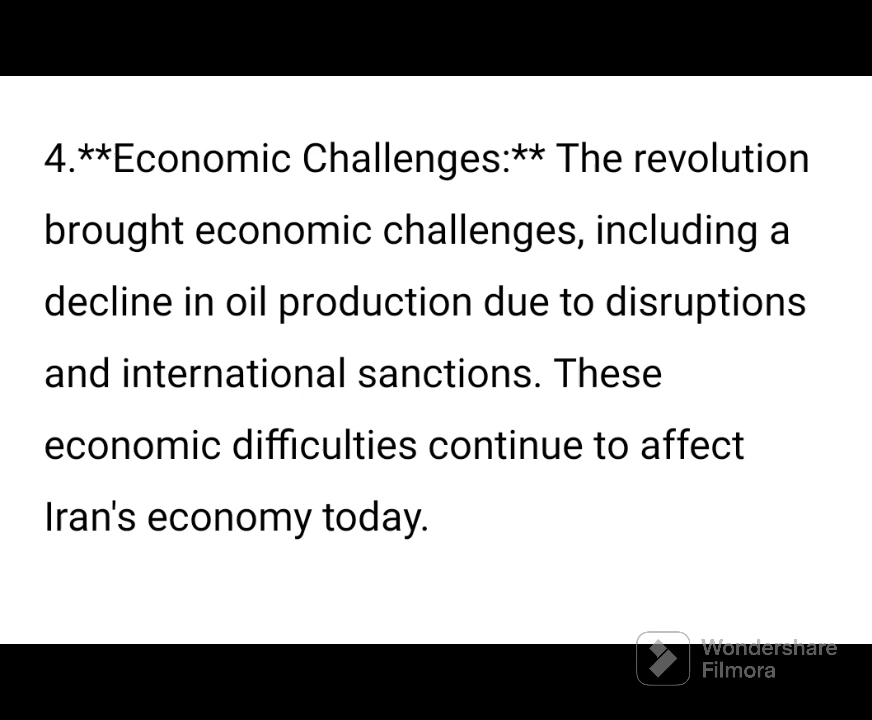 4.**Economic Challenges:** The revolution
brought economic challenges, including a
decline in oil production due to disruptions
and international sanctions. These
economic difficulties continue to affect
Iran's economy today.
Wondershare
Filmora